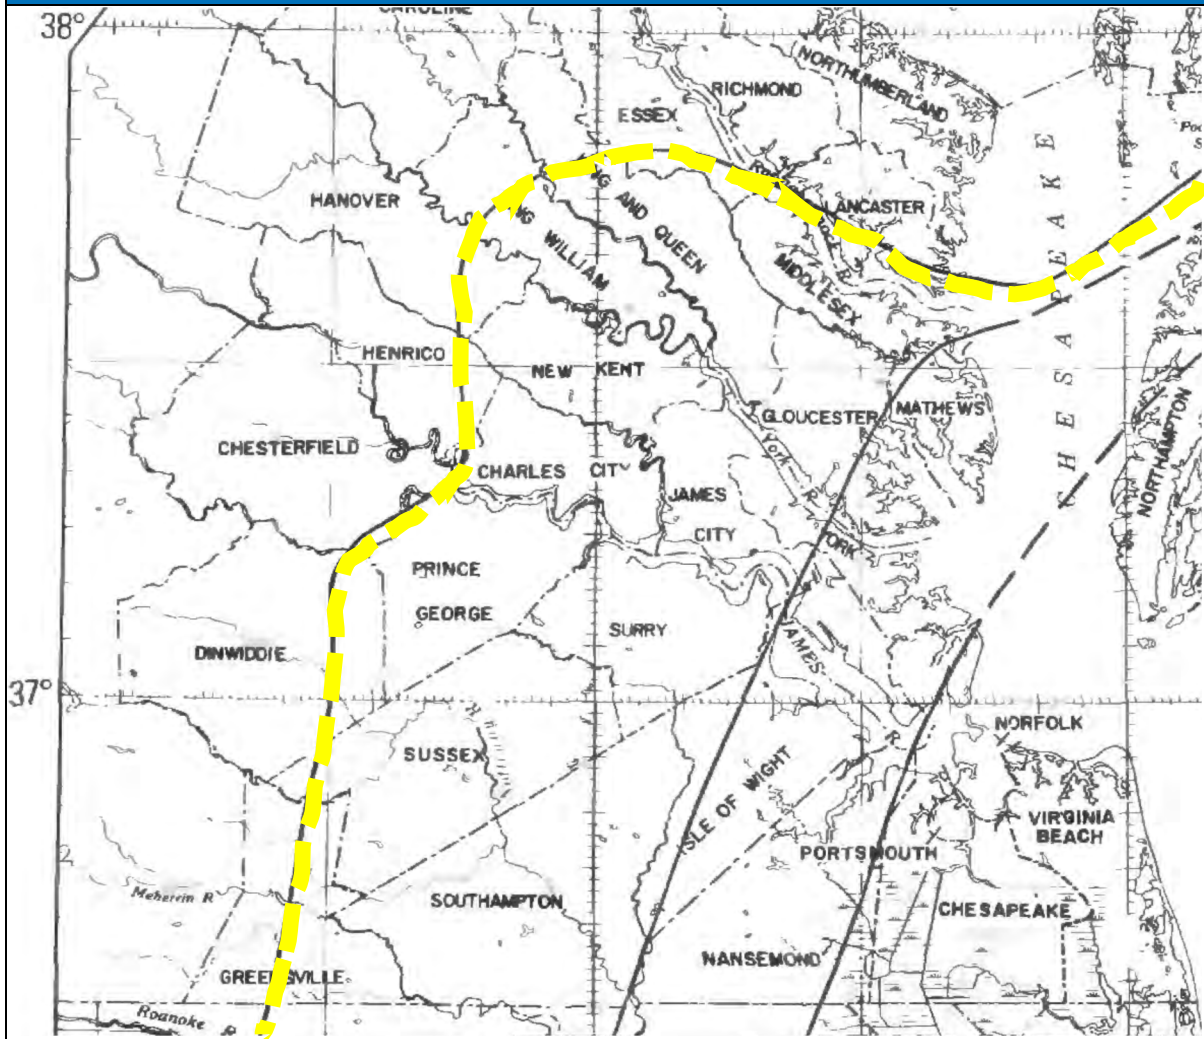 38°
CAROLINE
NORTHUMBERLAND
RICHMOND
ESSEX
HANOVER
LANCASTER
AND QUEEN
WILLIAM
MIDDLESEX
CHESAPEAKE
HENRICO
NEW KENT
GLOUCESTER
MATHEWS
NORTHAMPTON
York
R
CHESTERFIELD
CHARLES CITY
JAMES
CITY
YORK
PRINCE
GEORGE
SURRY
JAMES
R
DINWIDDIE
37°
NORFOLK
SUSSEX
ISLE OF WIGHT
VIRGINIA
BEACH
PORTSMOUTH
Meherrin R
SOUTHAMPTON
CHESAPEAKE
NANSEMOND
GREENSVILLE
Roanoke R